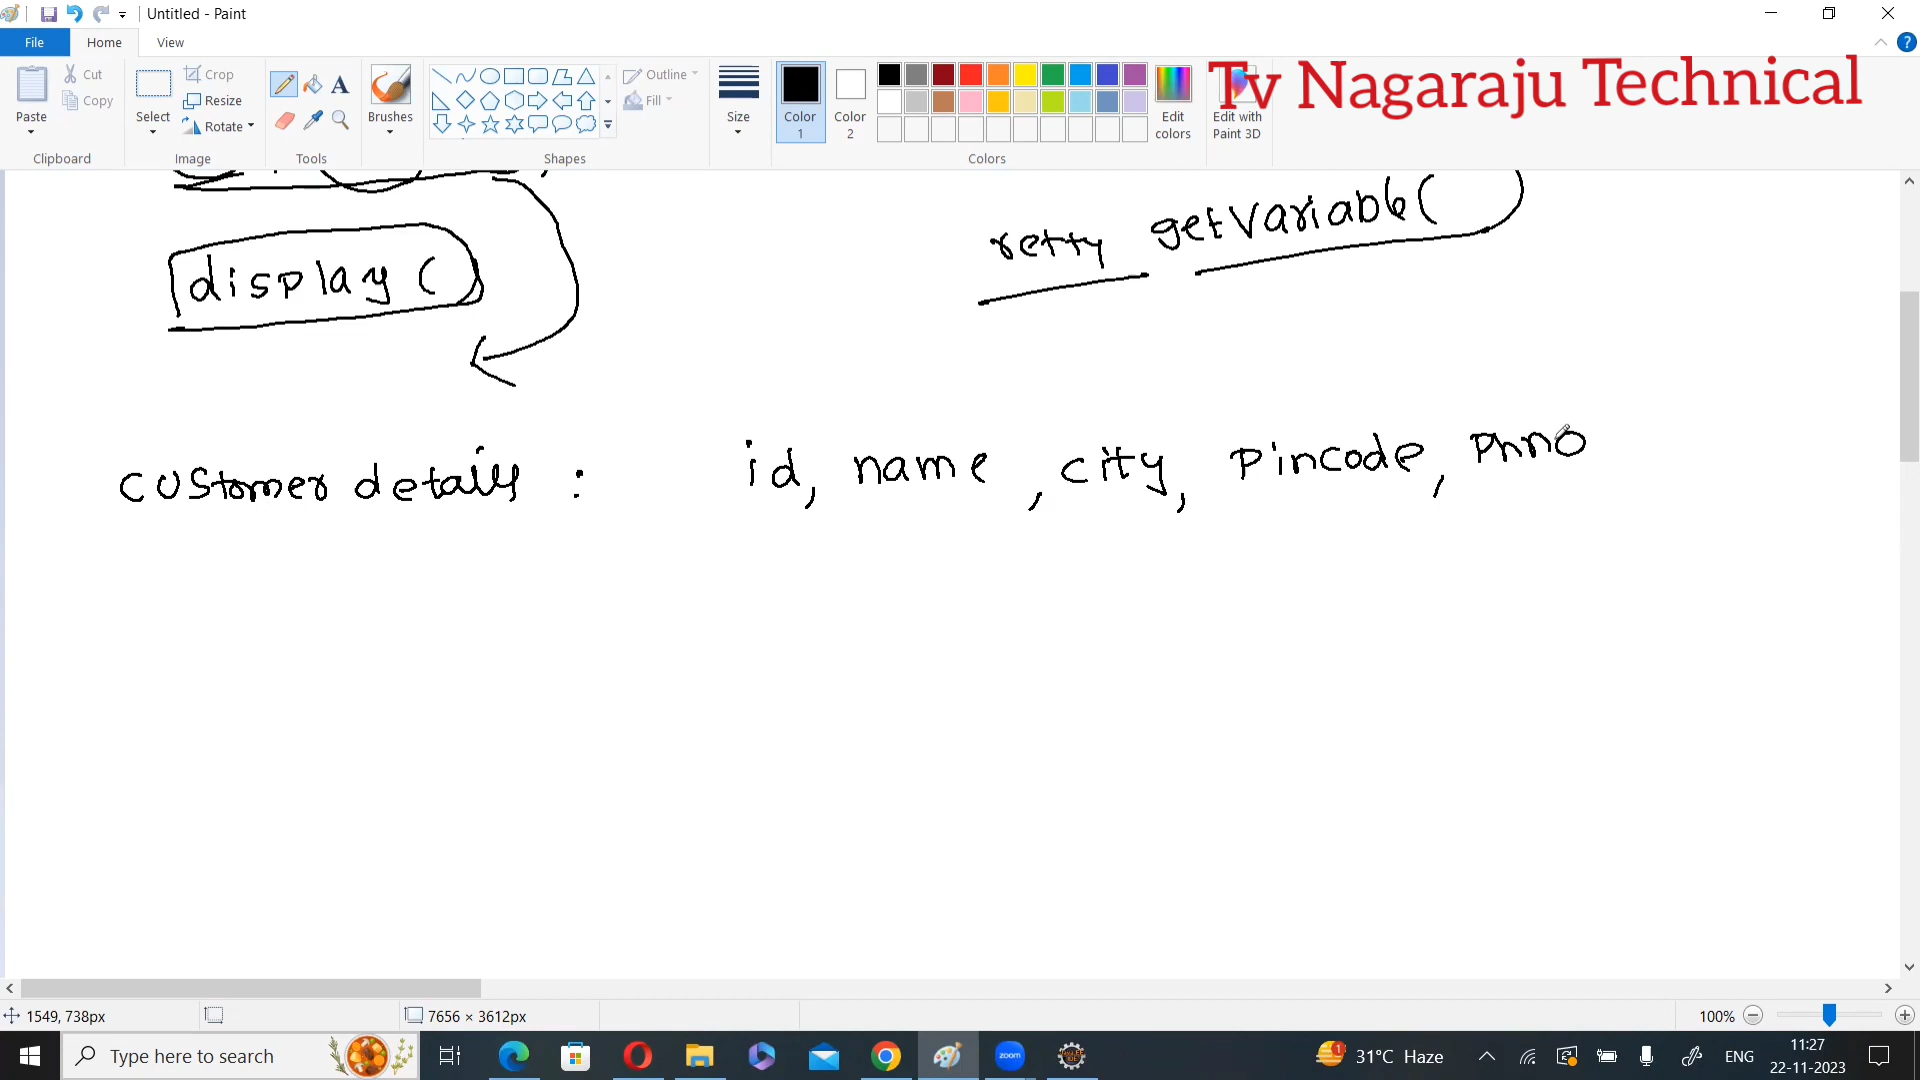 Untitled - Paint
File Home View
Tv Nagaraju Technical
Cut
Copy
Paste
Crop
Resize
Rotate
Select
Brushes
Outline
Fill
Size
Color 1
Color 2
Edit colors
Edit with Paint 3D
Clipboard Image Tools Shapes Colors
retty getVariable(
display ( )
customer details : id, name , city, Pincode, Phno
1549, 738px 7656 × 3612px 100%
Type here to search zoom 31°C Haze ENG 11:27
22-11-2023